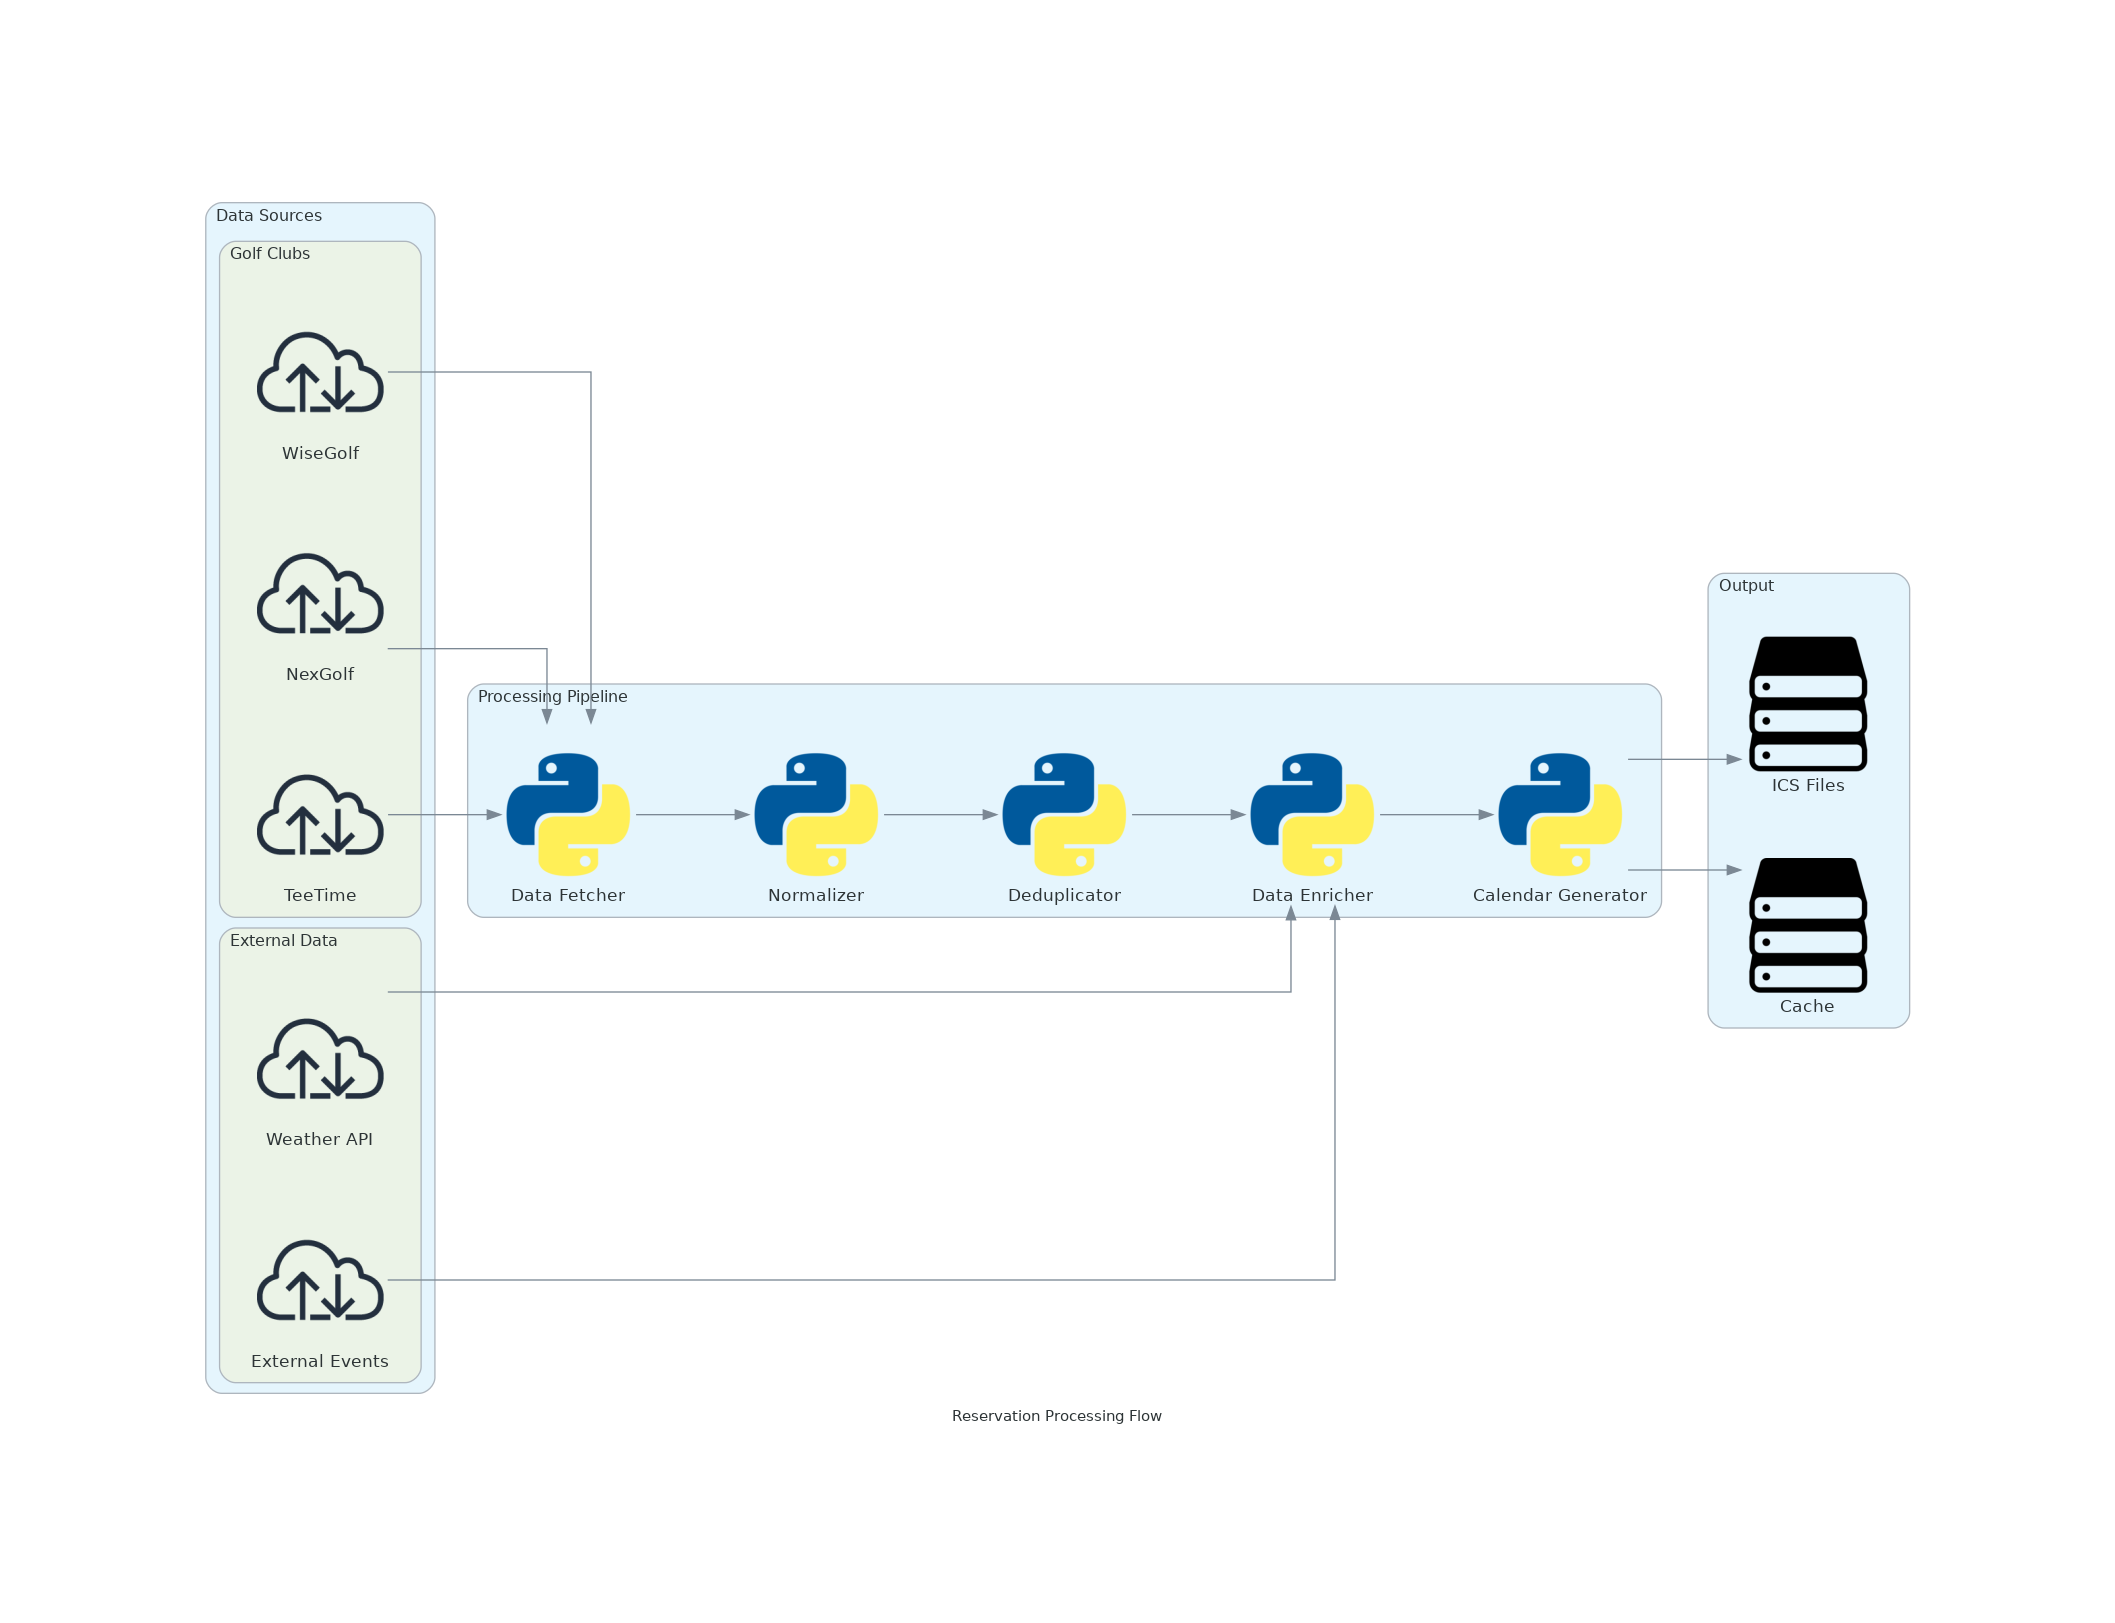 Data Sources
Golf Clubs
WiseGolf
NexGolf
TeeTime
External Data
Weather API
External Events
Processing Pipeline
Data Fetcher
Normalizer
Deduplicator
Data Enricher
Calendar Generator
Output
ICS Files
Cache
Reservation Processing Flow